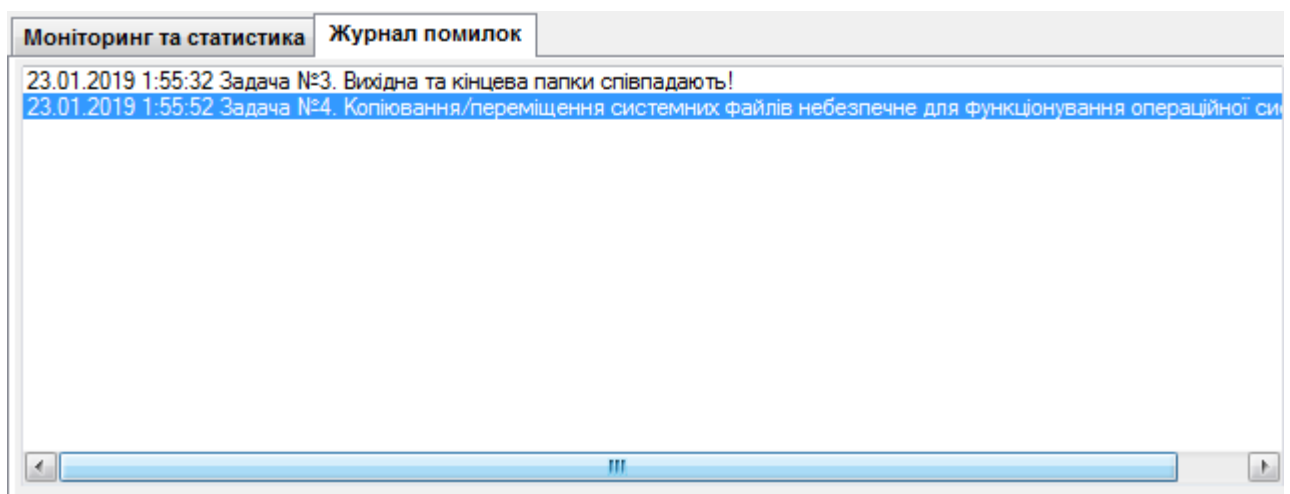 Моніторинг та статистика Журнал помилок
23.01.2019 1:55:32 Задача №3. Вихідна та кінцева папки співпадають!
23.01.2019 1:55:52 Задача №4. Копіювання/переміщення системних файлів небезпечне для функціонування операційної